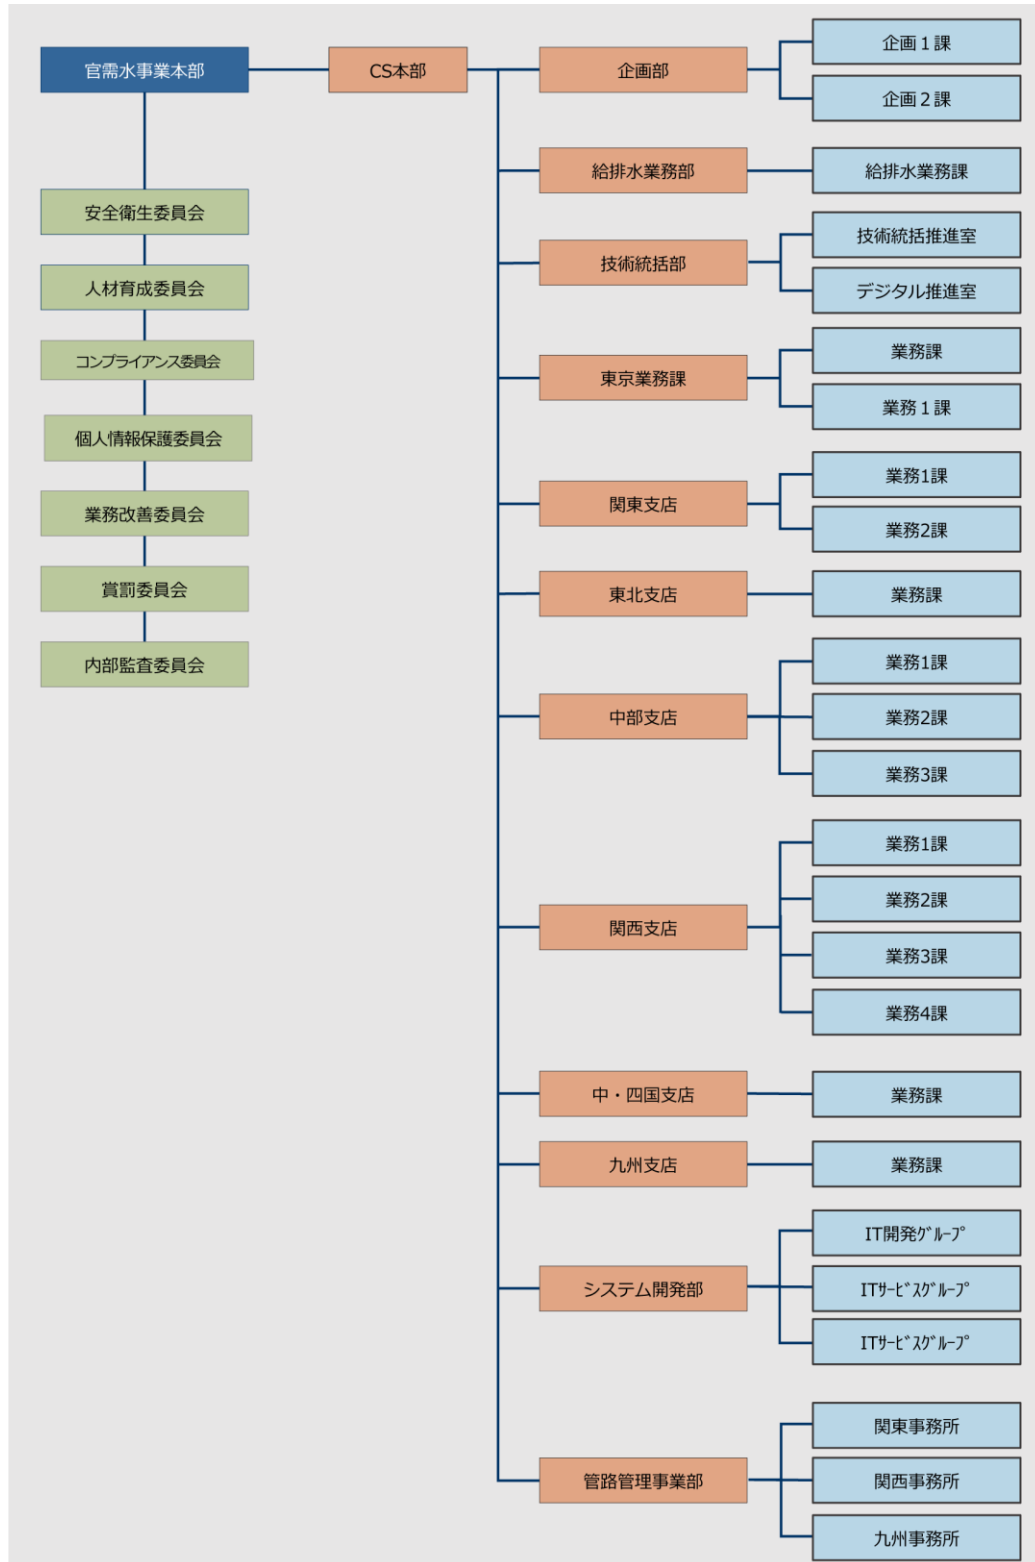 官需水事業本部
CS本部
企画部
企画１課
企画２課
給排水業務部
給排水業務課
技術統括部
技術統括推進室
デジタル推進室
東京業務課
業務課
業務１課
関東支店
業務1課
業務2課
東北支店
業務課
中部支店
業務1課
業務2課
業務3課
関西支店
業務1課
業務2課
業務3課
業務4課
中・四国支店
業務課
九州支店
業務課
システム開発部
IT開発ｸﾞﾙｰﾌﾟ
ITｻｰﾋﾞｽｸﾞﾙｰﾌﾟ
ITｻｰﾋﾞｽｸﾞﾙｰﾌﾟ
管路管理事業部
関東事務所
関西事務所
九州事務所
安全衛生委員会
人材育成委員会
コンプライアンス委員会
個人情報保護委員会
業務改善委員会
賞罰委員会
内部監査委員会